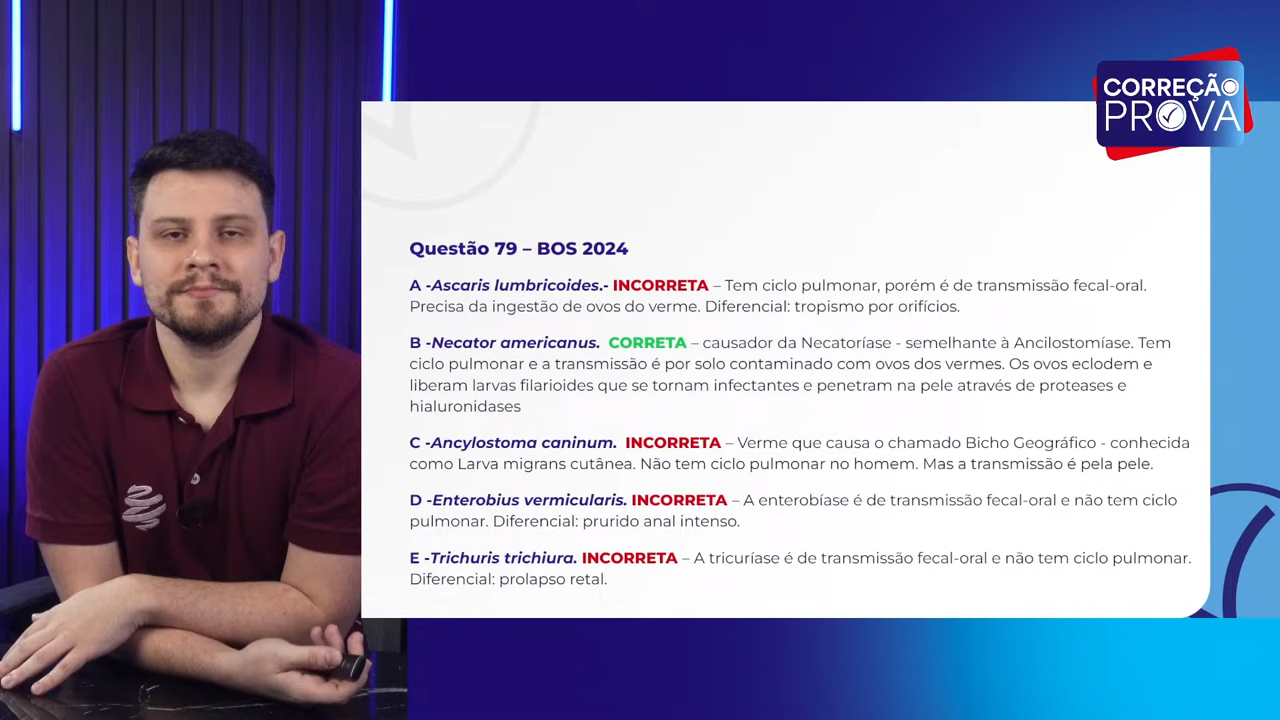 CORREÇÃO
PROVA
Questão 79 – BOS 2024
A -Ascaris lumbricoides.- INCORRETA – Tem ciclo pulmonar, porém é de transmissão fecal-oral.
Precisa da ingestão de ovos do verme. Diferencial: tropismo por orifícios.
B -Necator americanus. CORRETA – causador da Necatoríase - semelhante à Ancilostomíase. Tem
ciclo pulmonar e a transmissão é por solo contaminado com ovos dos vermes. Os ovos eclodem e
liberam larvas filarioides que se tornam infectantes e penetram na pele através de proteases e
hialuronidases
C -Ancylostoma caninum. INCORRETA – Verme que causa o chamado Bicho Geográfico - conhecida
como Larva migrans cutânea. Não tem ciclo pulmonar no homem. Mas a transmissão é pela pele.
D -Enterobius vermicularis. INCORRETA – A enterobíase é de transmissão fecal-oral e não tem ciclo
pulmonar. Diferencial: prurido anal intenso.
E -Trichuris trichiura. INCORRETA – A tricuríase é de transmissão fecal-oral e não tem ciclo pulmonar.
Diferencial: prolapso retal.